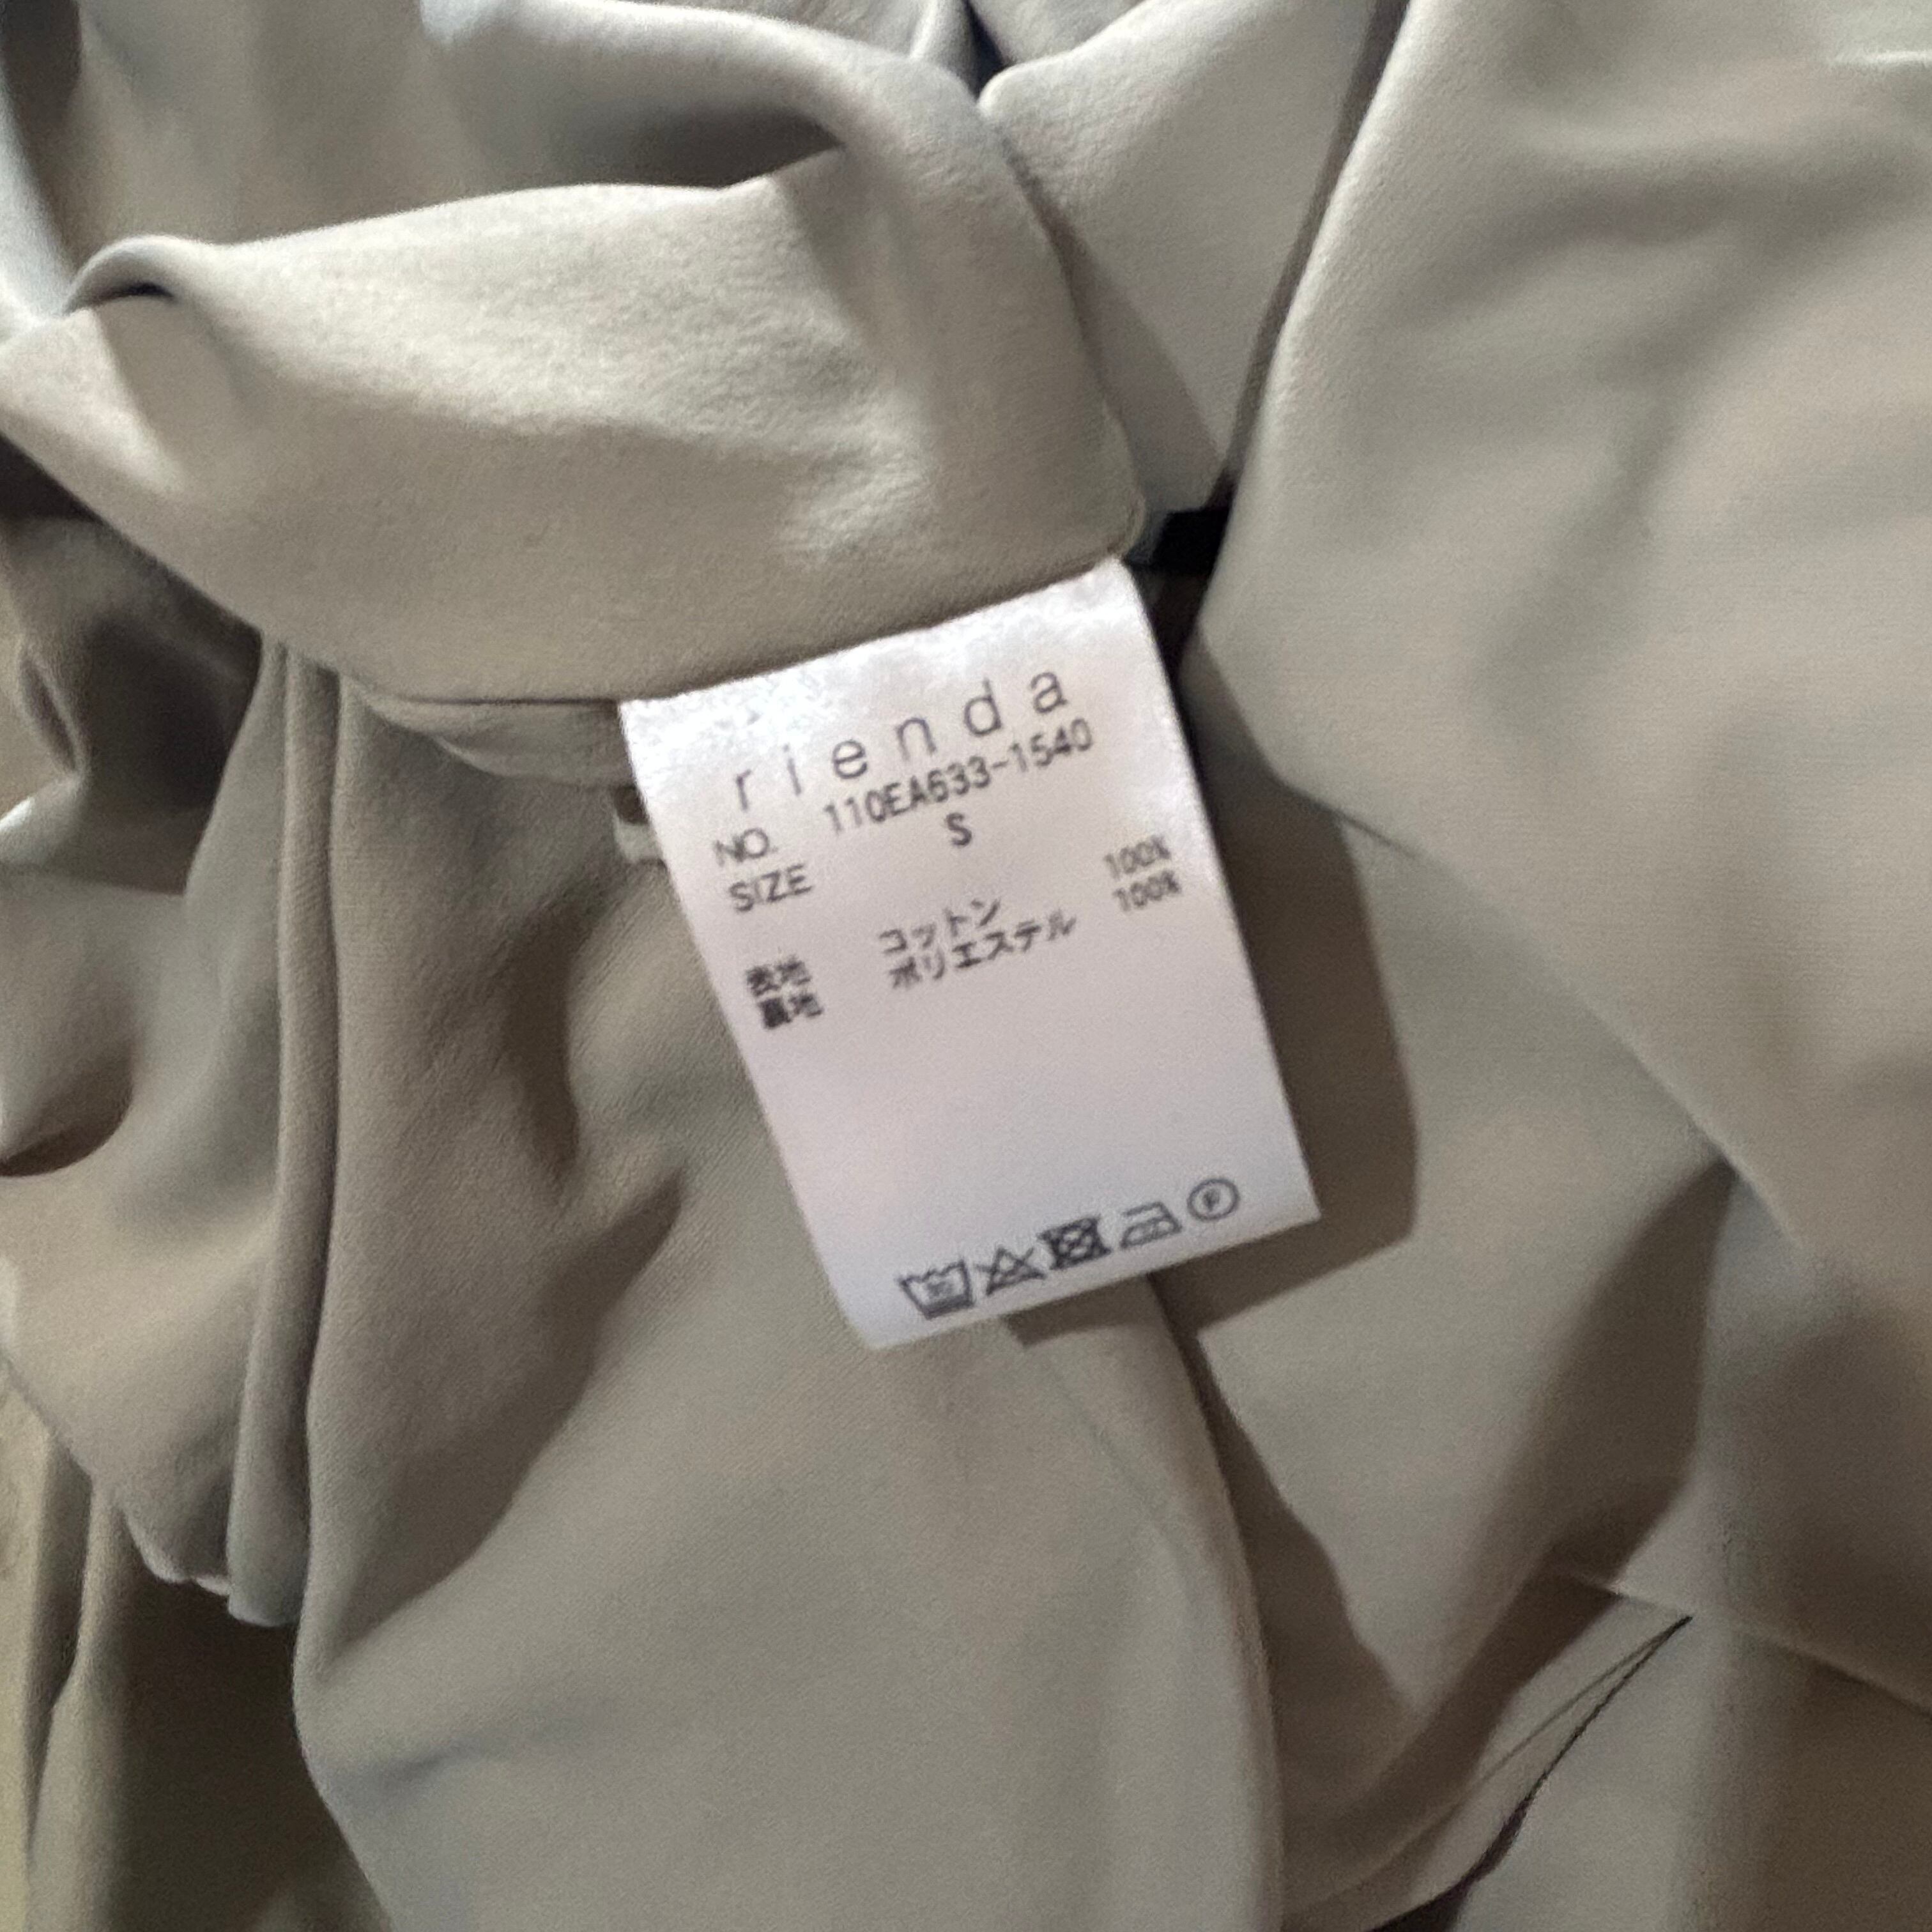 rienda
NO. 110EA633-1540
SIZE S
表地 コットン 100%
裏地 ポリエステル 100%
P